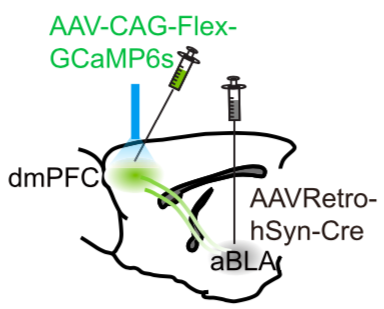 AAV-CAG-Flex-
GCaMP6s
dmPFC
AAVRetro-
hSyn-Cre
aBLA